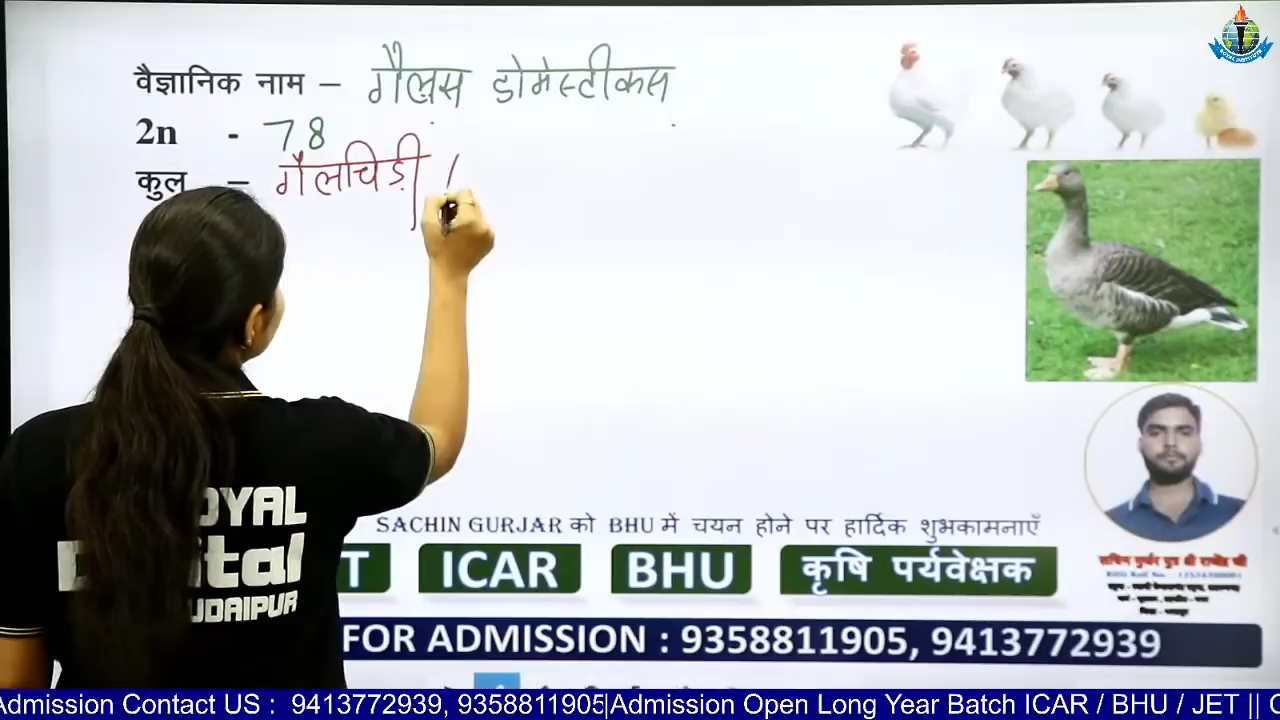 वैज्ञानिक नाम – गैलस डोमेस्टीकस
2n - 78
कुल – गैलचिड़ी /
SACHIN GURJAR को BHU में चयन होने पर हार्दिक शुभकामनाएँ
T ICAR BHU कृषि पर्यवेक्षक
FOR ADMISSION : 9358811905, 9413772939
OYAL
Digital
UDAIPUR
Admission Contact US : 9413772939, 9358811905|Admission Open Long Year Batch ICAR / BHU / JET ||